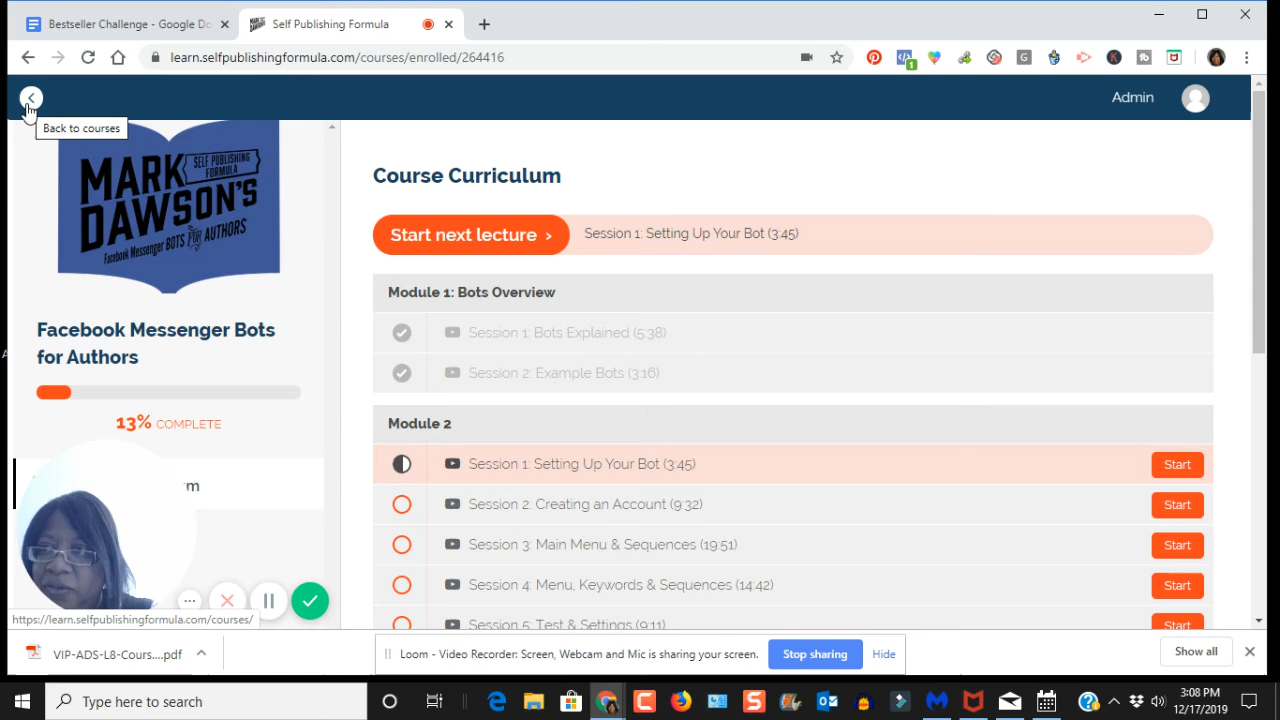 Bestseller Challenge - Google Do
Self Publishing Formula
learn.selfpublishingformula.com/courses/enrolled/264416
1
Admin
Back to courses
MARK DAWSON'S
SELF PUBLISHING FORMULA
Facebook Messenger BOTS FOR AUTHORS
Facebook Messenger Bots
for Authors
13% COMPLETE
rm
Course Curriculum
Start next lecture ›
Session 1: Setting Up Your Bot (3:45)
Module 1: Bots Overview
Session 1: Bots Explained (5:38)
Session 2: Example Bots (3:16)
Module 2
Session 1: Setting Up Your Bot (3:45)
Start
Session 2: Creating an Account (9:32)
Start
Session 3: Main Menu & Sequences (19:51)
Start
Session 4: Menu, Keywords & Sequences (14:42)
Start
Session 5: Test & Settings (9:11)
Start
https://learn.selfpublishingformula.com/courses/
VIP-ADS-L8-Cours....pdf
Loom - Video Recorder: Screen, Webcam and Mic is sharing your screen.
Stop sharing
Hide
Show all
Type here to search
3:08 PM
12/17/2019